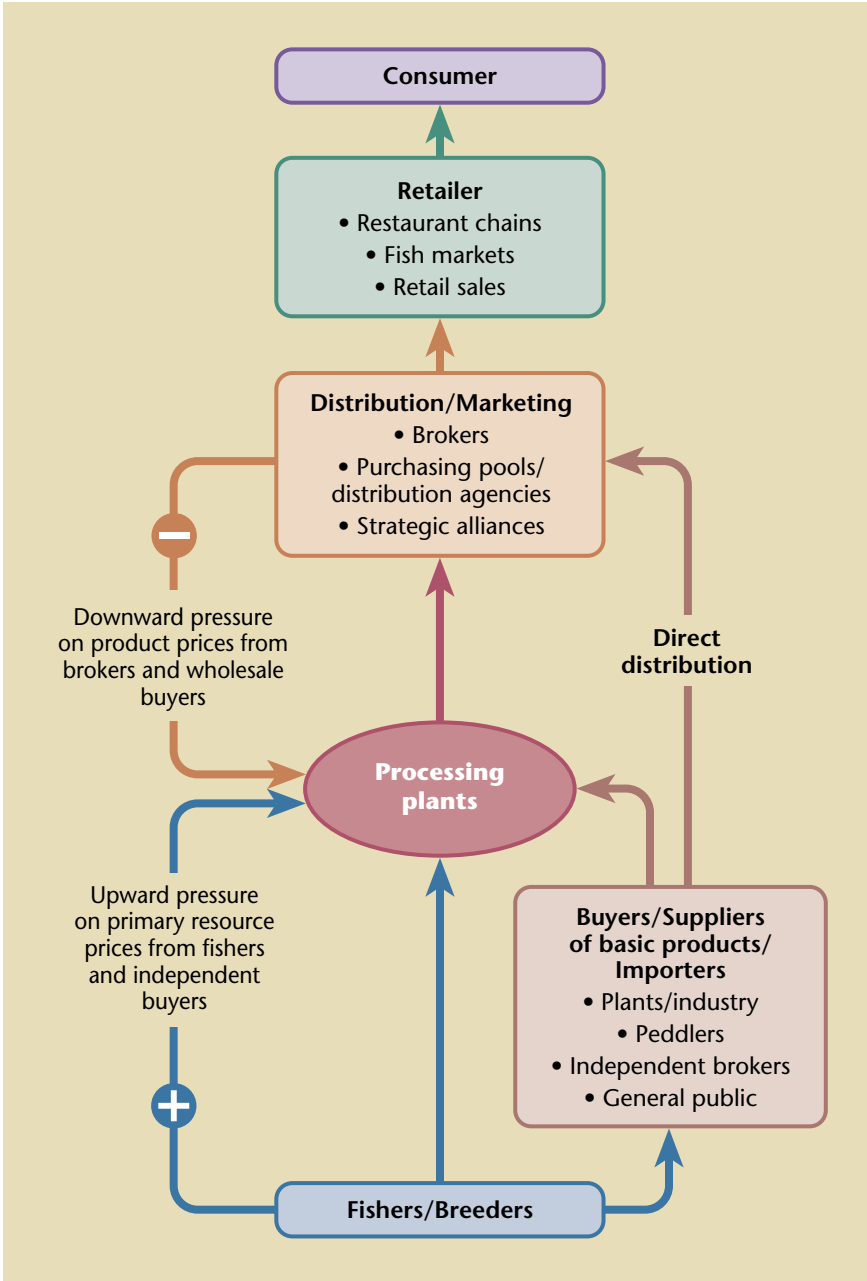 Consumer
Retailer
• Restaurant chains
• Fish markets
• Retail sales
Distribution/Marketing
• Brokers
• Purchasing pools/
distribution agencies
• Strategic alliances
Downward pressure
on product prices from
brokers and wholesale
buyers
Direct
distribution
Processing
plants
Upward pressure
on primary resource
prices from fishers
and independent
buyers
Buyers/Suppliers
of basic products/
Importers
• Plants/industry
• Peddlers
• Independent brokers
• General public
Fishers/Breeders